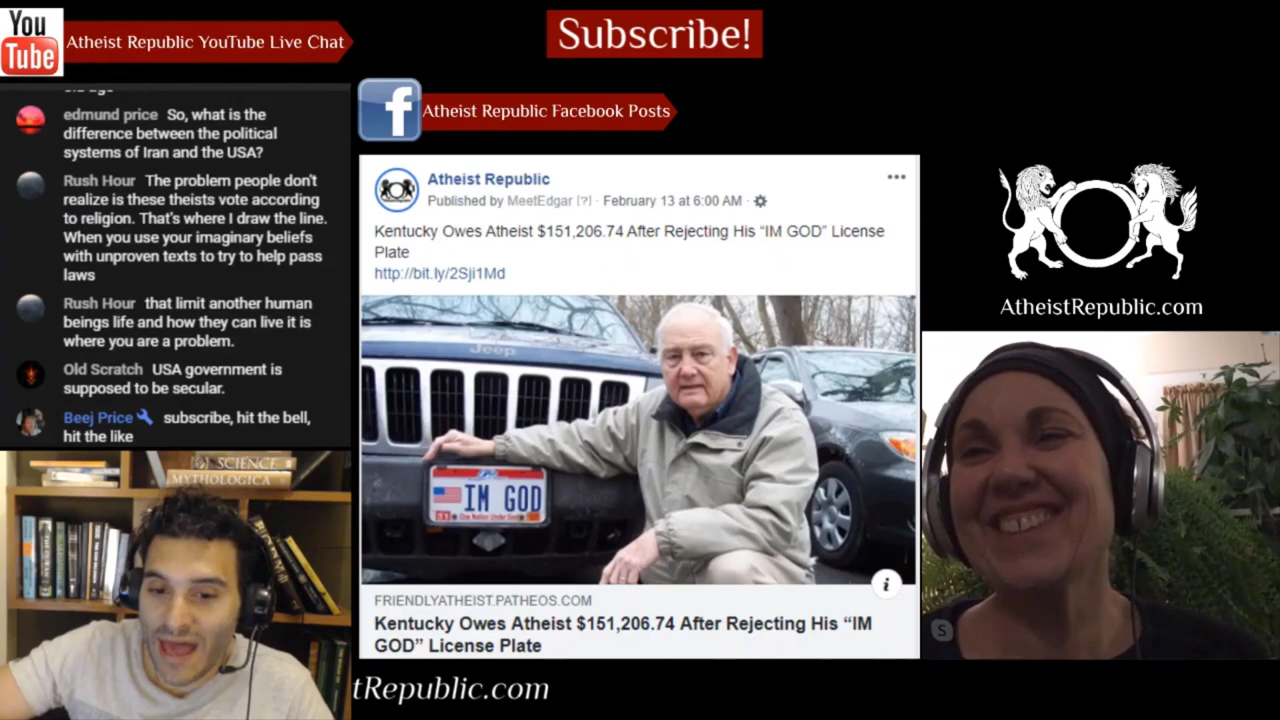 You
Tube
Atheist Republic YouTube Live Chat
Subscribe!
edmund price So, what is the
difference between the political
systems of Iran and the USA?
Rush Hour The problem people don't
realize is these theists vote according
to religion. That's where I draw the line.
When you use your imaginary beliefs
with unproven texts to try to help pass
laws
Rush Hour that limit another human
beings life and how they can live it is
where you are a problem.
Old Scratch USA government is
supposed to be secular.
Beej Price subscribe, hit the bell,
hit the like
f
Atheist Republic Facebook Posts
Atheist Republic
Published by MeetEdgar [?] · February 13 at 6:00 AM ·
Kentucky Owes Atheist $151,206.74 After Rejecting His “IM GOD” License
Plate
http://bit.ly/2Sji1Md
Jeep
IM GOD
One Nation Under God
i
FRIENDLYATHEIST.PATHEOS.COM
Kentucky Owes Atheist $151,206.74 After Rejecting His “IM
GOD” License Plate
AtheistRepublic.com
SCIENCE
MYTHOLOGICA
S
tRepublic.com